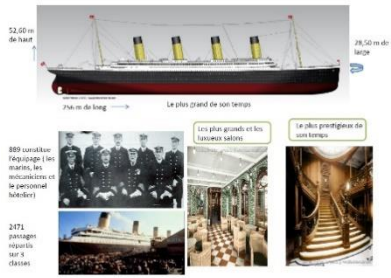 52,60 m
de haut
28,50 m de
large
256 m de long
Le plus grand de son temps
889 constitue
l'équipage ( les
marins, les
mécaniciens et
le personnel
hôtelier)
Les plus grands et les
luxueux salons
Le plus prestigieux de
son temps
2471
passages
répartis
sur 3
classes